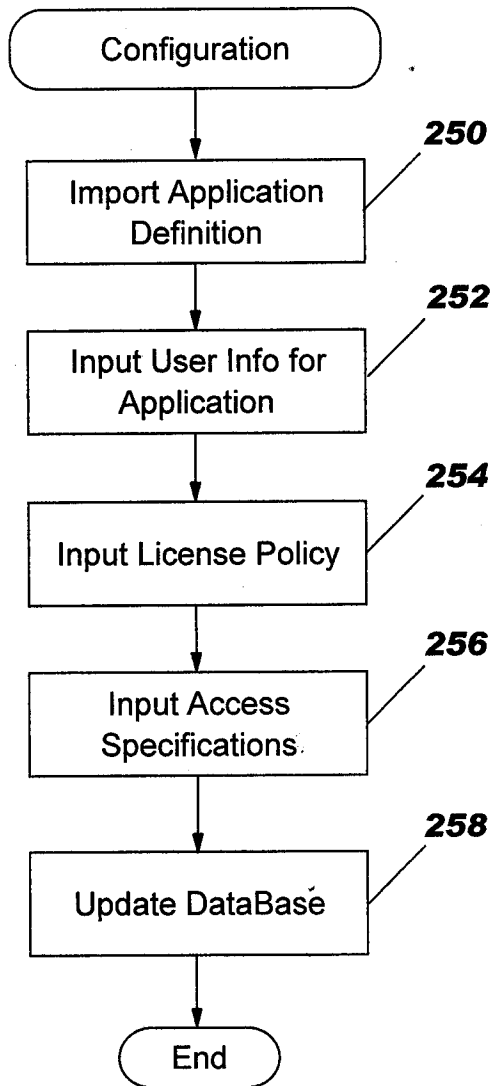 Configuration
250
Import Application
Definition
252
Input User Info for
Application
254
Input License Policy
256
Input Access
Specifications
258
Update DataBase
End